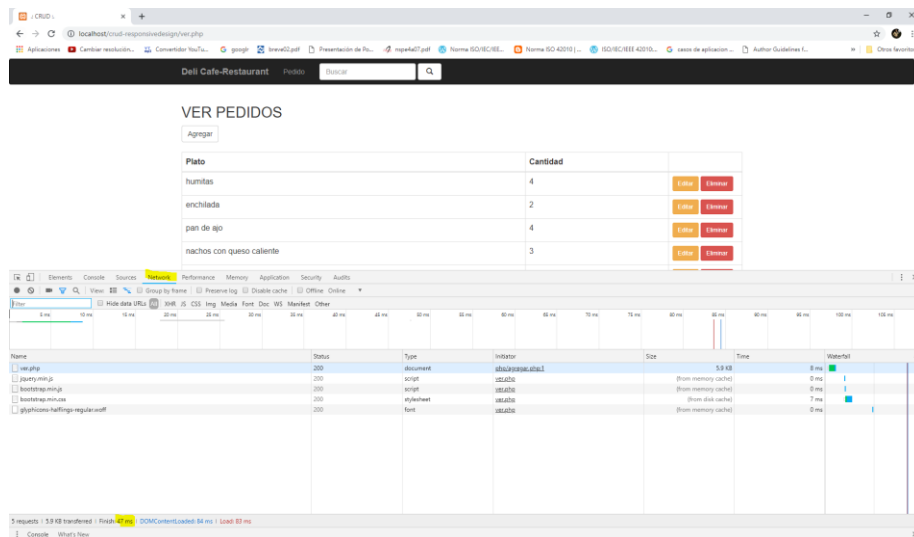 : CRUD :.
localhost/crud-responsivedesign/ver.php
Aplicaciones Cambiar resolución... Convertidor YouTu... google breve02.pdf Presentación de Po... Norma ISO/IEC/IEE... Norma ISO 42010 |... ISO/IEC/IEEE 42010... casos de aplicacion ... Author Guidelines f... » Otros favoritos
Deli Cafe-Restaurant Pedido Buscar
VER PEDIDOS
Agregar
Plato Cantidad
humitas 4 Editar Eliminar
enchilada 2 Editar Eliminar
pan de ajo 4 Editar Eliminar
nachos con queso caliente 3 Editar Eliminar
Elements Console Sources Network Performance Memory Application Security Audits
View: Group by frame Preserve log Disable cache Offline Online
Filter Hide data URLs All XHR JS CSS Img Media Font Doc WS Manifest Other
Name Status Type Initiator Size Time Waterfall
ver.php 200 document php/agregar.php:1 5.9 KB 8 ms
jquery.min.js 200 script ver.php (from memory cache) 0 ms
bootstrap.min.js 200 script ver.php (from memory cache) 0 ms
bootstrap.min.css 200 stylesheet ver.php (from disk cache) 7 ms
glyphicons-halflings-regular.woff 200 font ver.php (from memory cache) 0 ms
5 requests | 5.9 KB transferred | Finish: 47 ms | DOMContentLoaded: 84 ms | Load: 83 ms
Console What's New